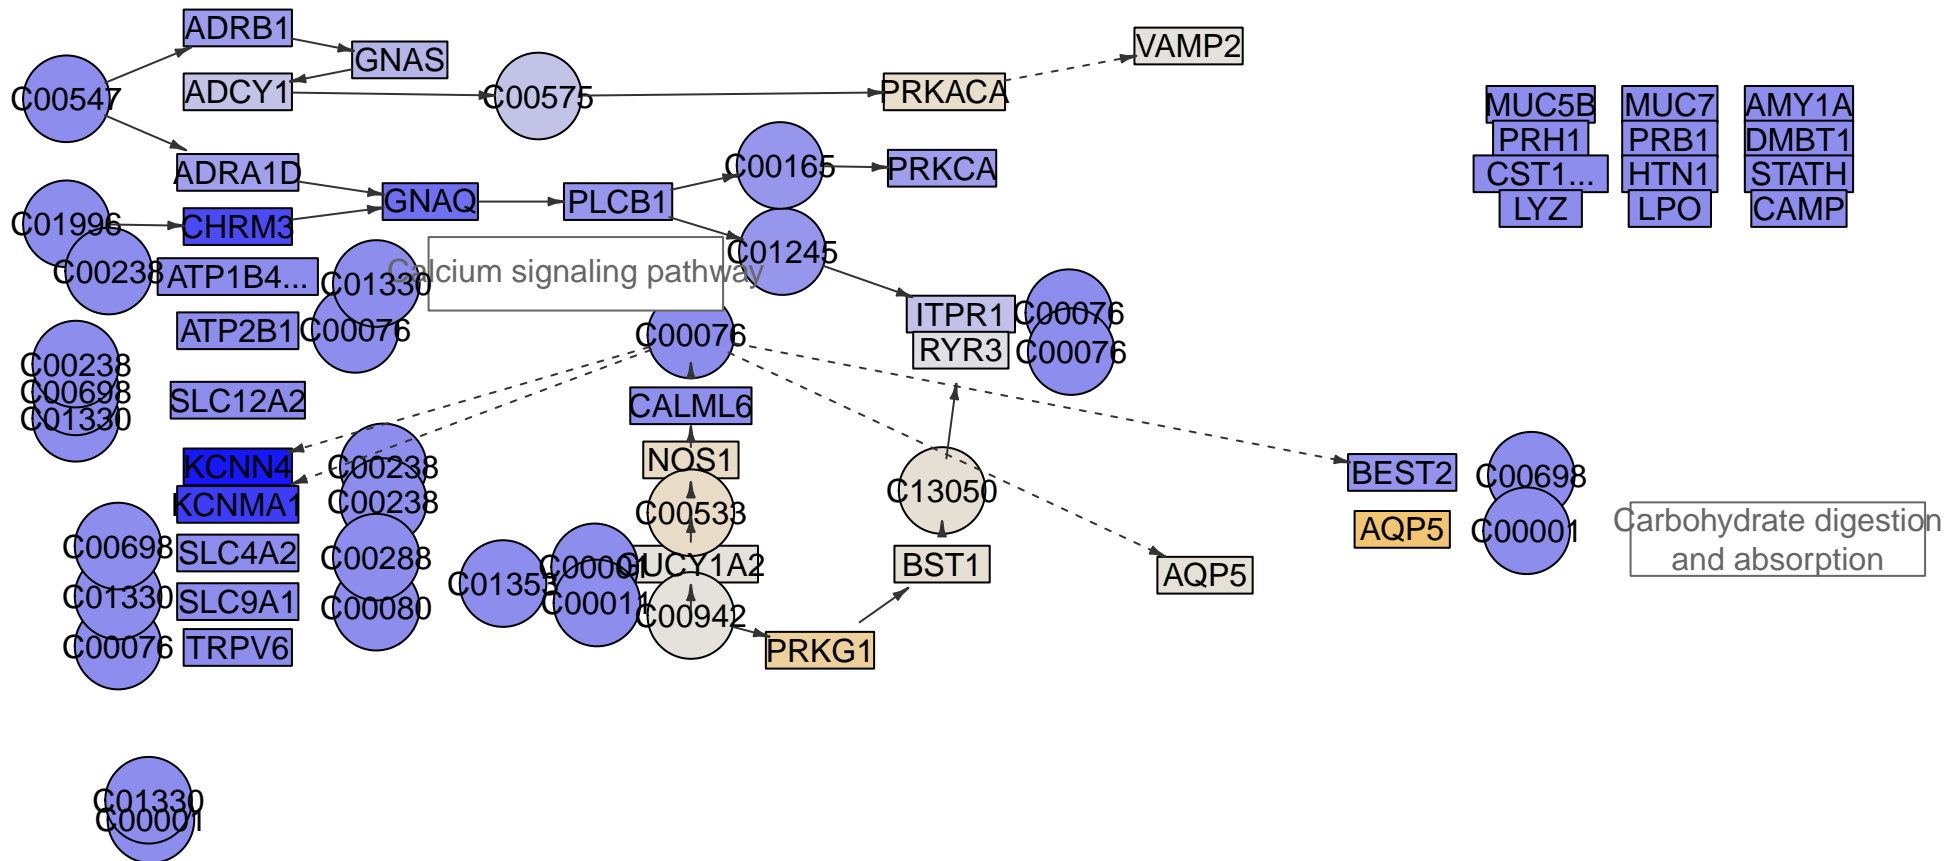 ADRB1
GNAS
VAMP2
C00547
ADCY1
C00575
PRKACA
MUC5B
MUC7
AMY1A
PRH1
PRB1
DMBT1
ADRA1D
C00165
PRKCA
CST1...
HTN1
STATH
GNAQ
PLCB1
LYZ
LPO
CAMP
C01996
CHRM3
C01245
C00238
ATP1B4...
C01330
Calcium signaling pathway
ATP2B1
C00076
C00076
ITPR1
C00076
RYR3
C00076
C00238
C00698
C01330
SLC12A2
CALML6
KCNN4
C00238
NOS1
BEST2
C00698
KCNMA1
C00238
C00533
C13050
AQP5
C00001
Carbohydrate digestion
and absorption
C00698
SLC4A2
C00288
C01353
C00001
GUCY1A2
BST1
AQP5
C01330
SLC9A1
C00080
C00011
C00942
C00076
TRPV6
PRKG1
C01330
C00001